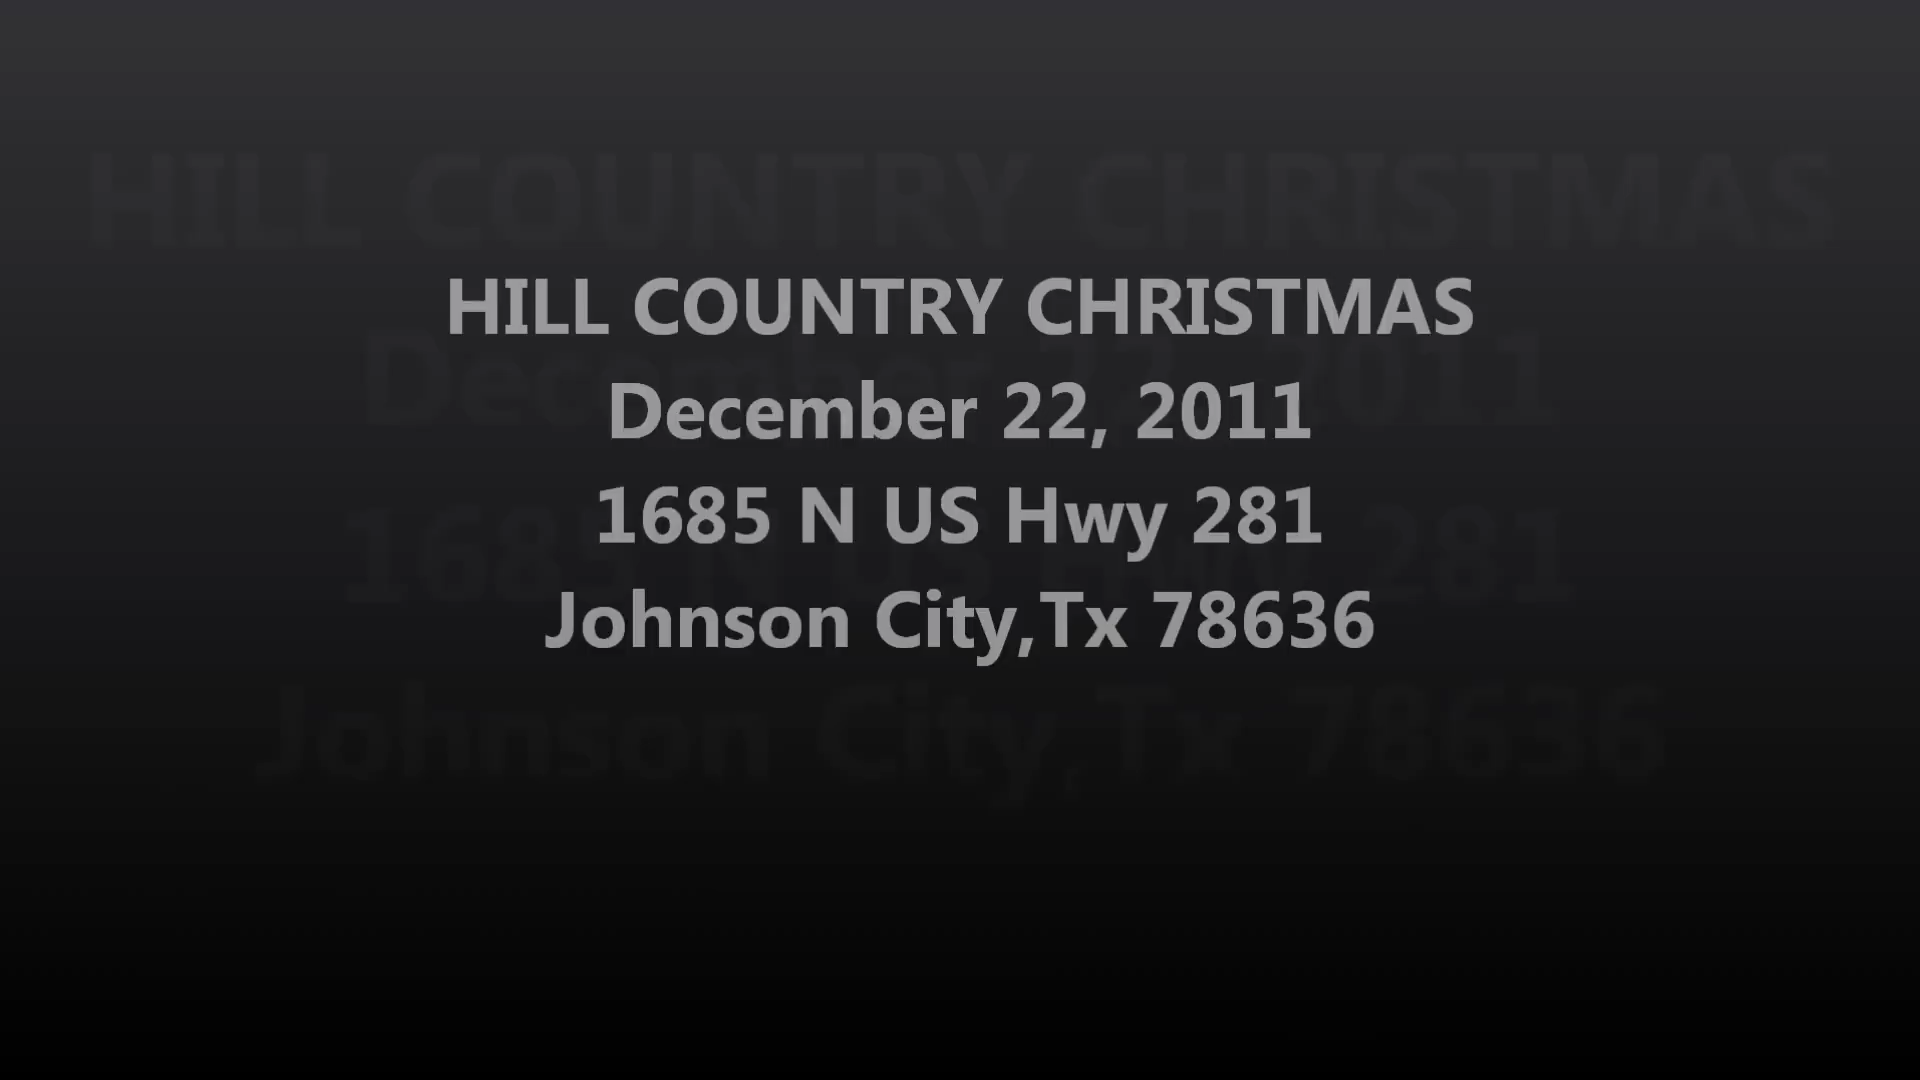 HILL COUNTRY CHRISTMAS
December 22, 2011
1685 N US Hwy 281
Johnson City,Tx 78636